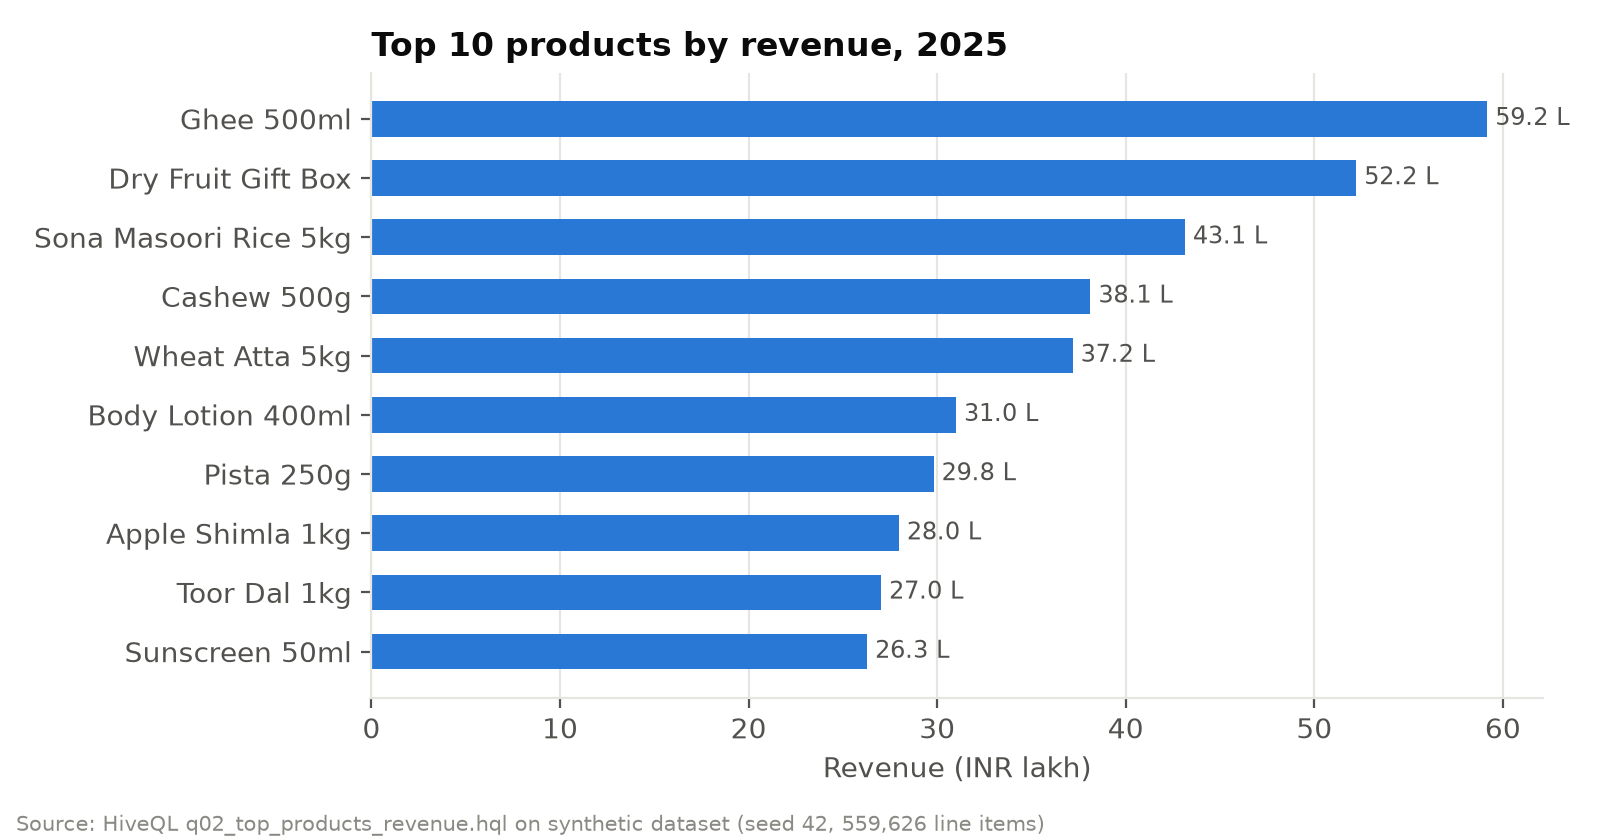 Top 10 products by revenue, 2025
Ghee 500ml 59.2 L
Dry Fruit Gift Box 52.2 L
Sona Masoori Rice 5kg 43.1 L
Cashew 500g 38.1 L
Wheat Atta 5kg 37.2 L
Body Lotion 400ml 31.0 L
Pista 250g 29.8 L
Apple Shimla 1kg 28.0 L
Toor Dal 1kg 27.0 L
Sunscreen 50ml 26.3 L
0 10 20 30 40 50 60
Revenue (INR lakh)
Source: HiveQL q02_top_products_revenue.hql on synthetic dataset (seed 42, 559,626 line items)